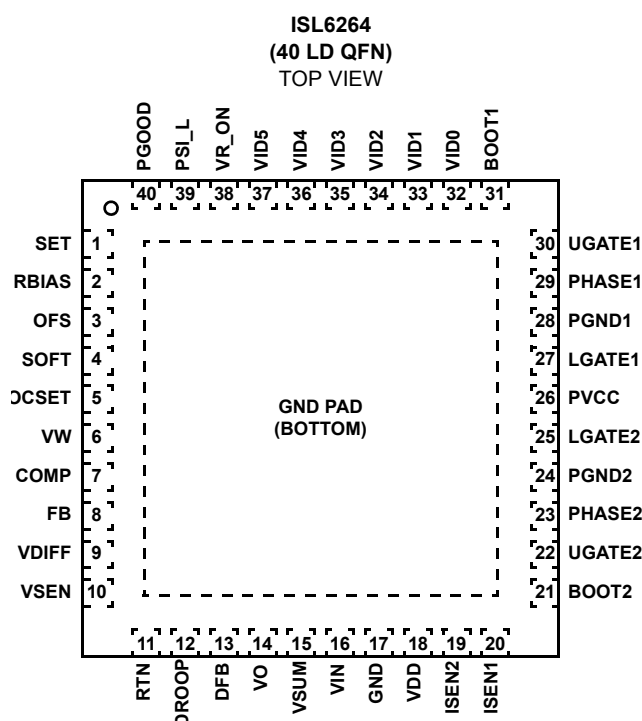 ISL6264
(40 LD QFN)
TOP VIEW
PGOOD
PSI_L
VR_ON
VID5
VID4
VID3
VID2
VID1
VID0
BOOT1
40 39 38 37 36 35 34 33 32 31
SET 1
RBIAS 2
OFS 3
SOFT 4
OCSET 5
VW 6
COMP 7
FB 8
VDIFF 9
VSEN 10
GND PAD
(BOTTOM)
30 UGATE1
29 PHASE1
28 PGND1
27 LGATE1
26 PVCC
25 LGATE2
24 PGND2
23 PHASE2
22 UGATE2
21 BOOT2
11 12 13 14 15 16 17 18 19 20
RTN
DROOP
DFB
VO
VSUM
VIN
GND
VDD
ISEN2
ISEN1